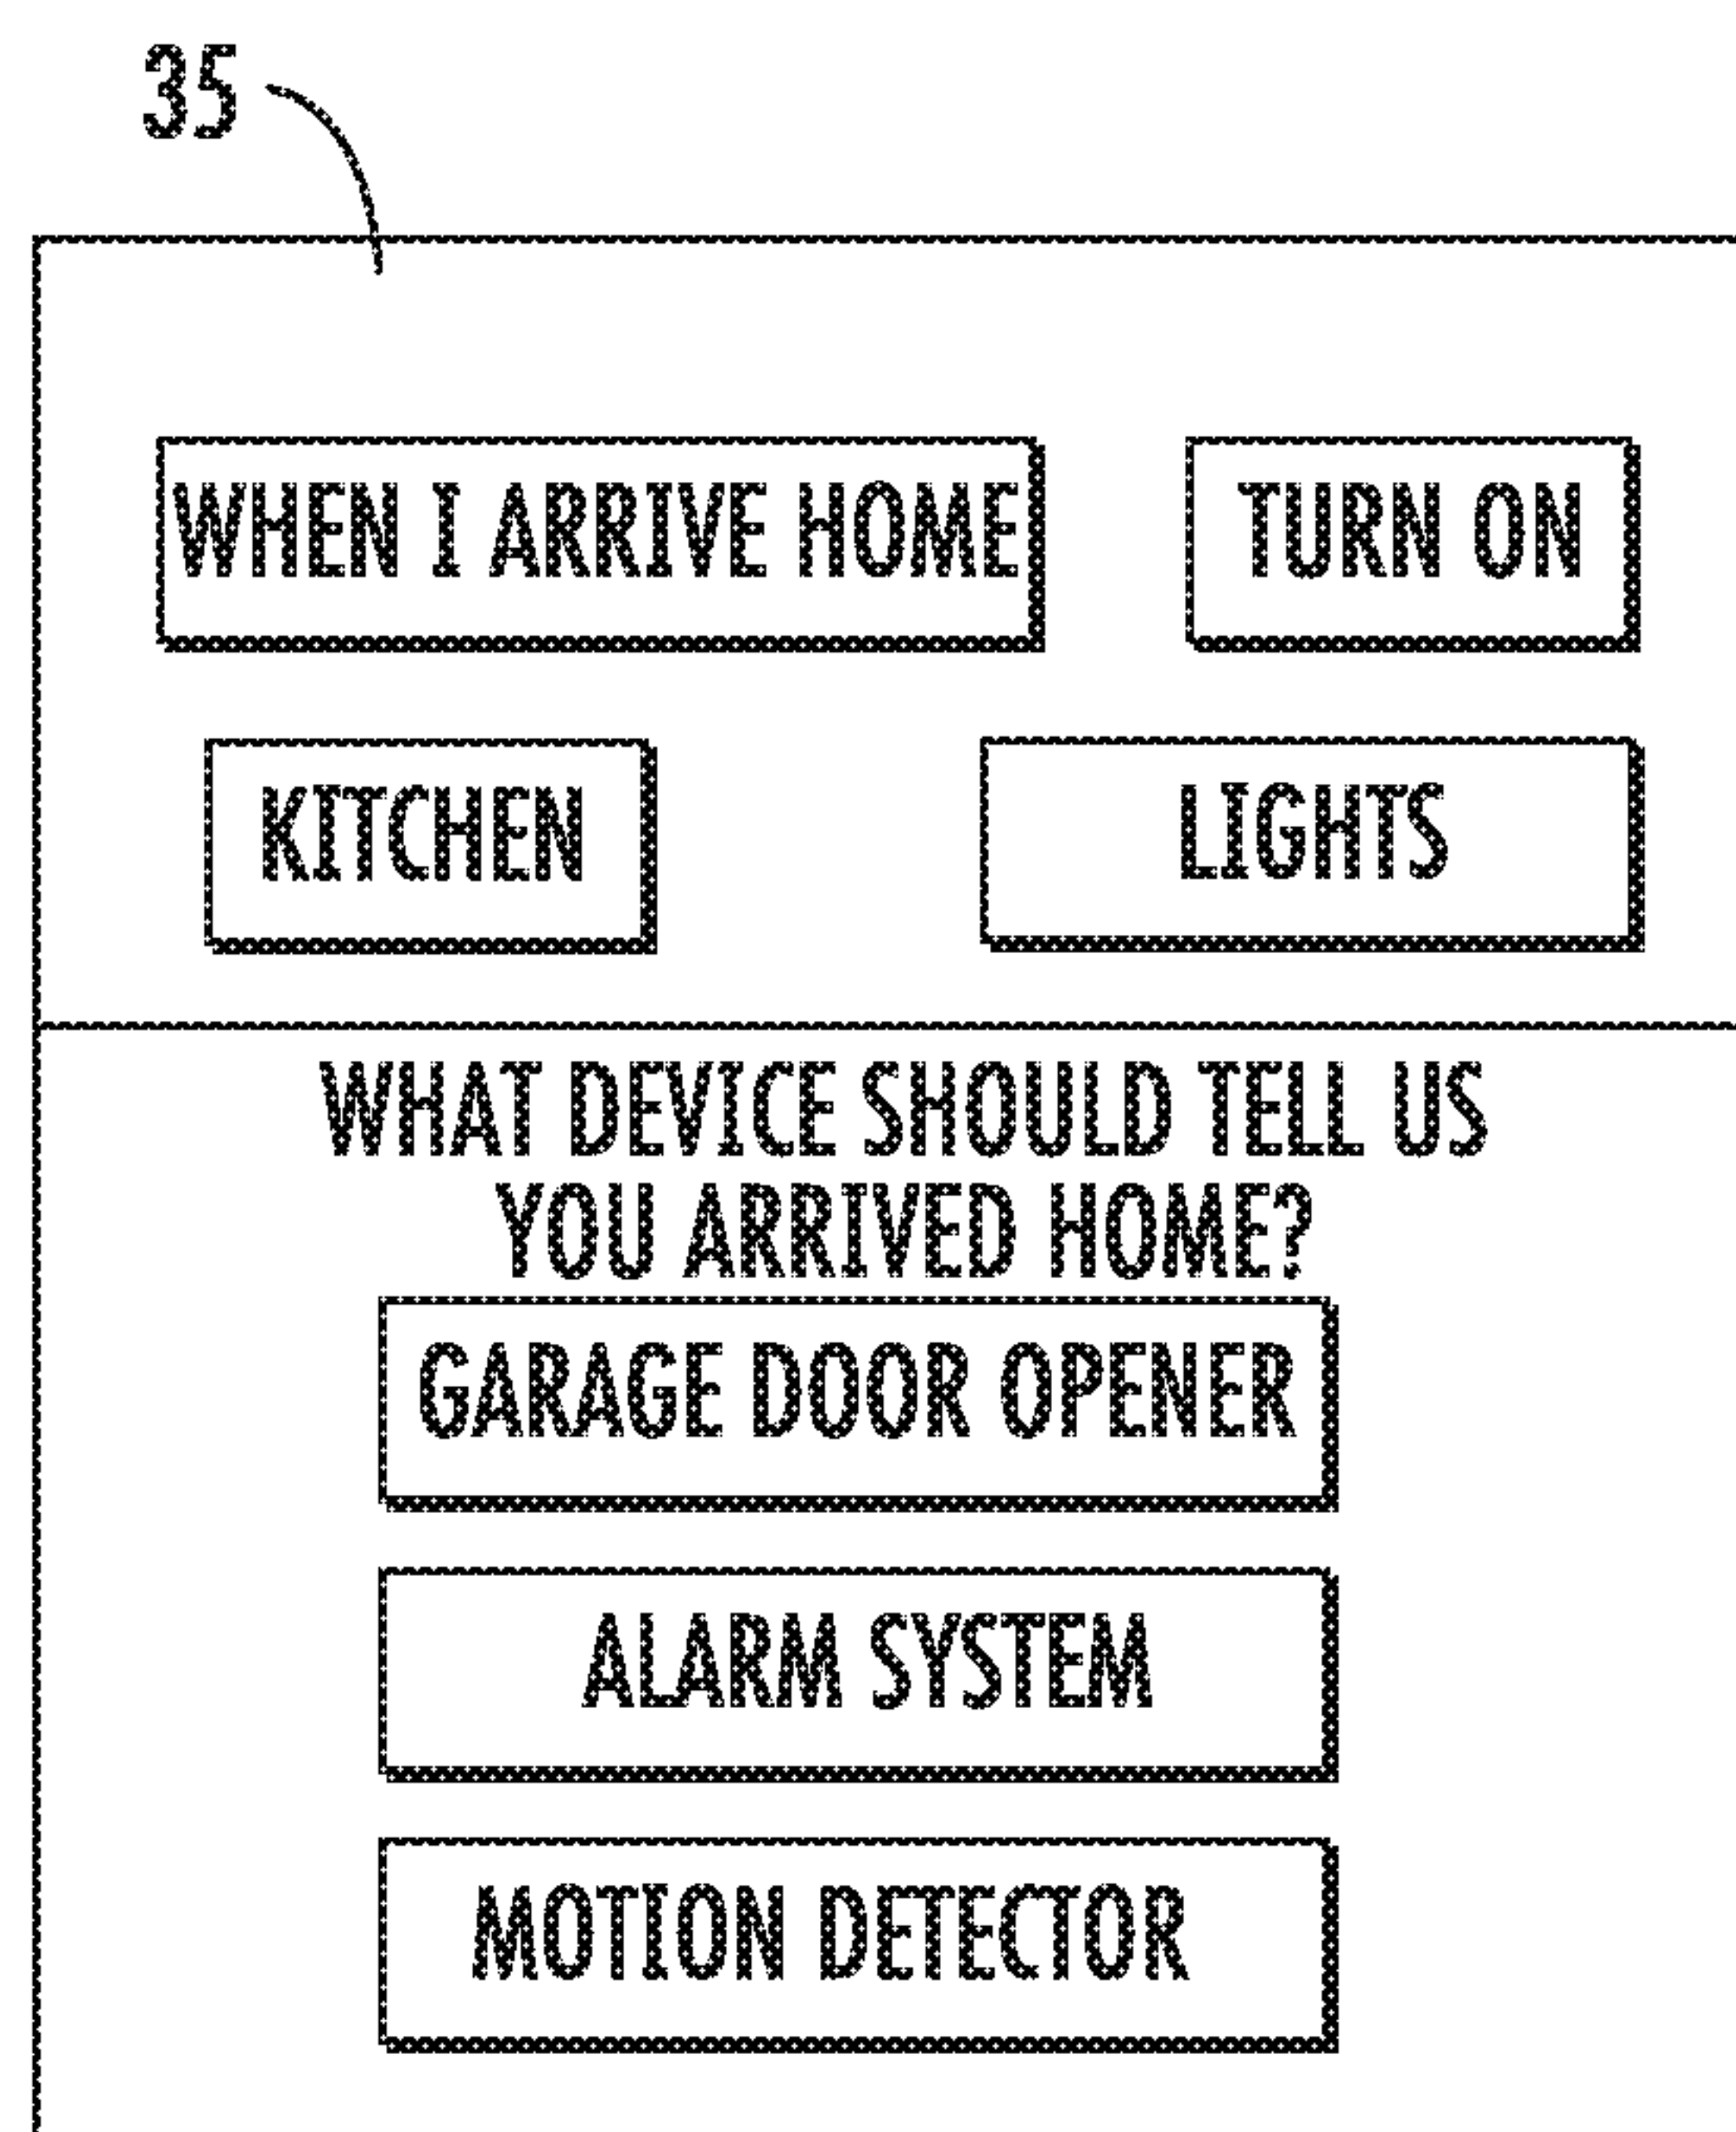 35
WHEN I ARRIVE HOME
TURN ON
KITCHEN
LIGHTS
WHAT DEVICE SHOULD TELL US
YOU ARRIVED HOME?
GARAGE DOOR OPENER
ALARM SYSTEM
MOTION DETECTOR